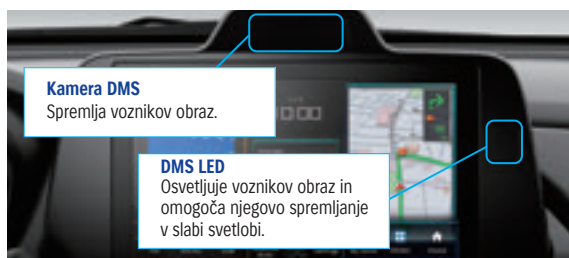 Kamera DMS
Spremlja voznikov obraz.
DMS LED
Osvetljuje voznikov obraz in
omogoča njegovo spremljanje
v slabi svetlobi.